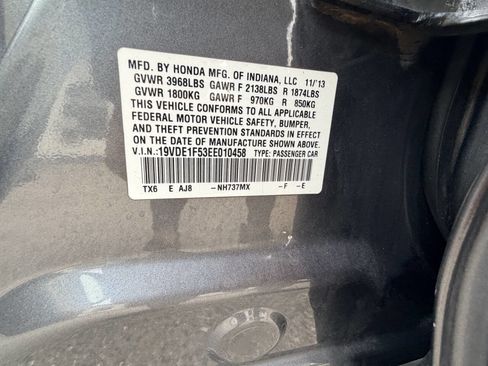 MFD. BY HONDA MFG. OF INDIANA, LLC 11/'13
GVWR 3968LBS GAWR F 2138LBS R 1874LBS
GVWR 1800KG GAWR F 970KG R 850KG
THIS VEHICLE CONFORMS TO ALL APPLICABLE
FEDERAL MOTOR VEHICLE SAFETY, BUMPER,
AND THEFT PREVENTION STANDARDS IN EFFECT
ON THE DATE OF MANUFACTURE SHOWN ABOVE.
V.I.N.:19VDE1F53EE010458 TYPE: PASSENGER CAR
TX6 E AJ8 -NH737MX -F -E